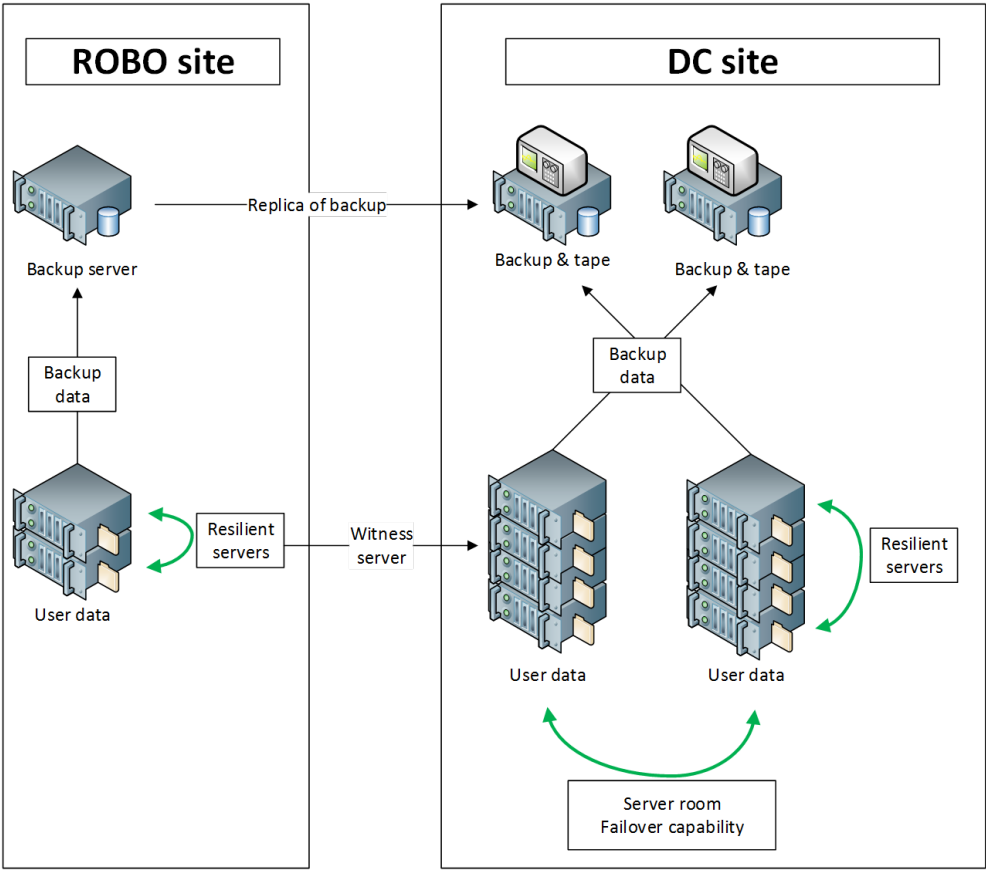 ROBO site
DC site
Replica of backup
Backup server
Backup & tape
Backup & tape
Backup
data
Backup
data
Resilient
servers
Witness
server
Resilient
servers
User data
User data
User data
Server room
Failover capability